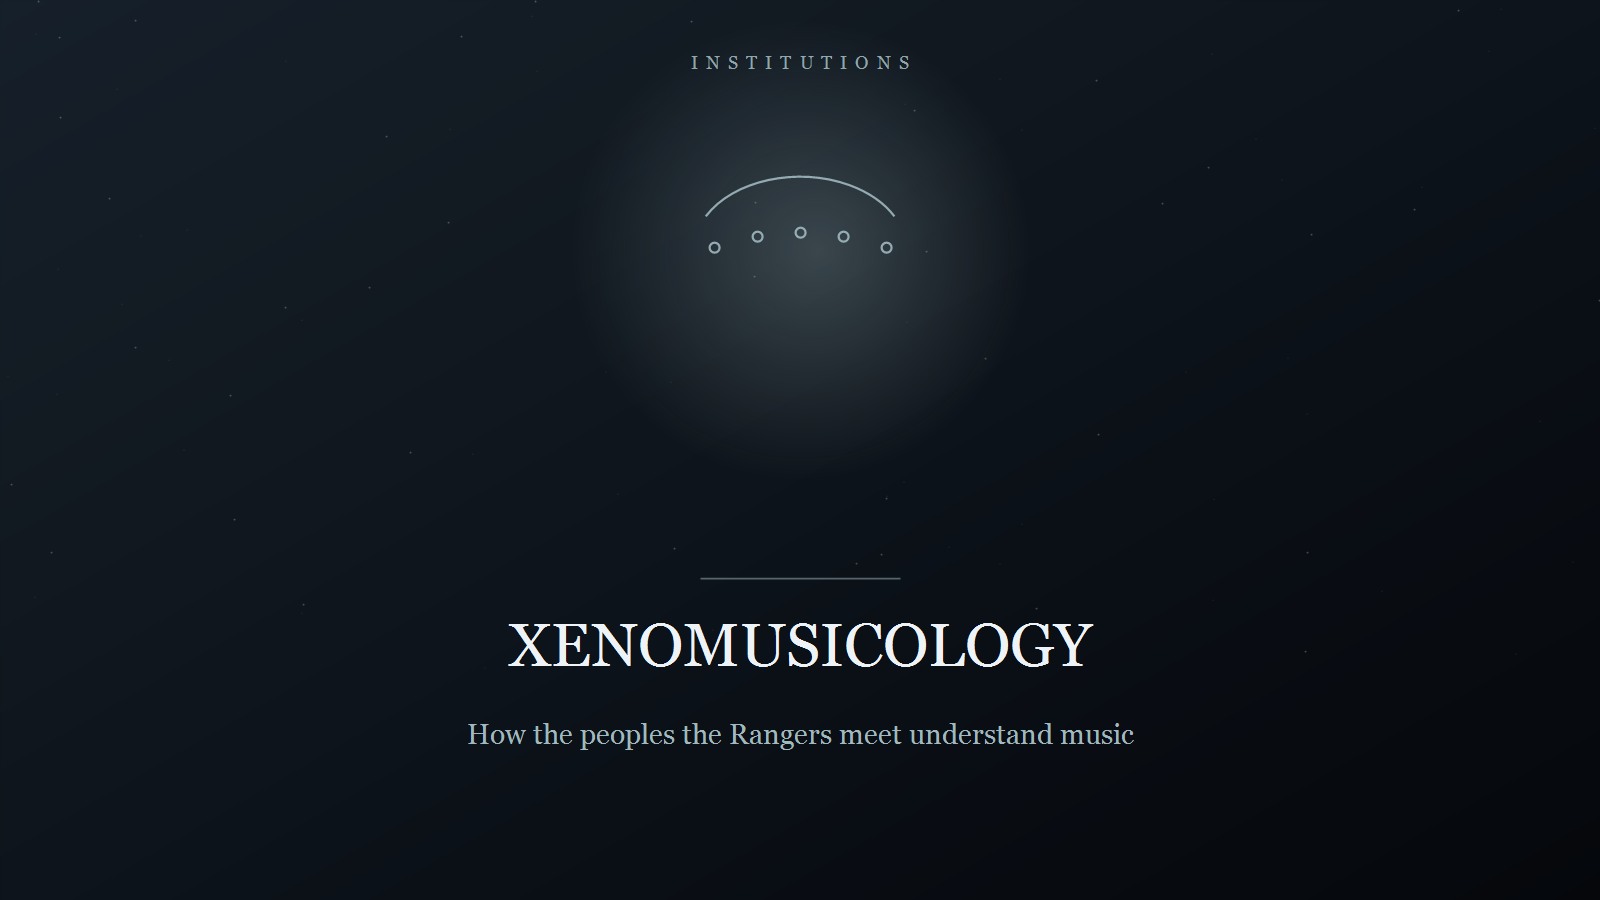 INSTITUTIONS
XENOMUSICOLOGY
How the peoples the Rangers meet understand music